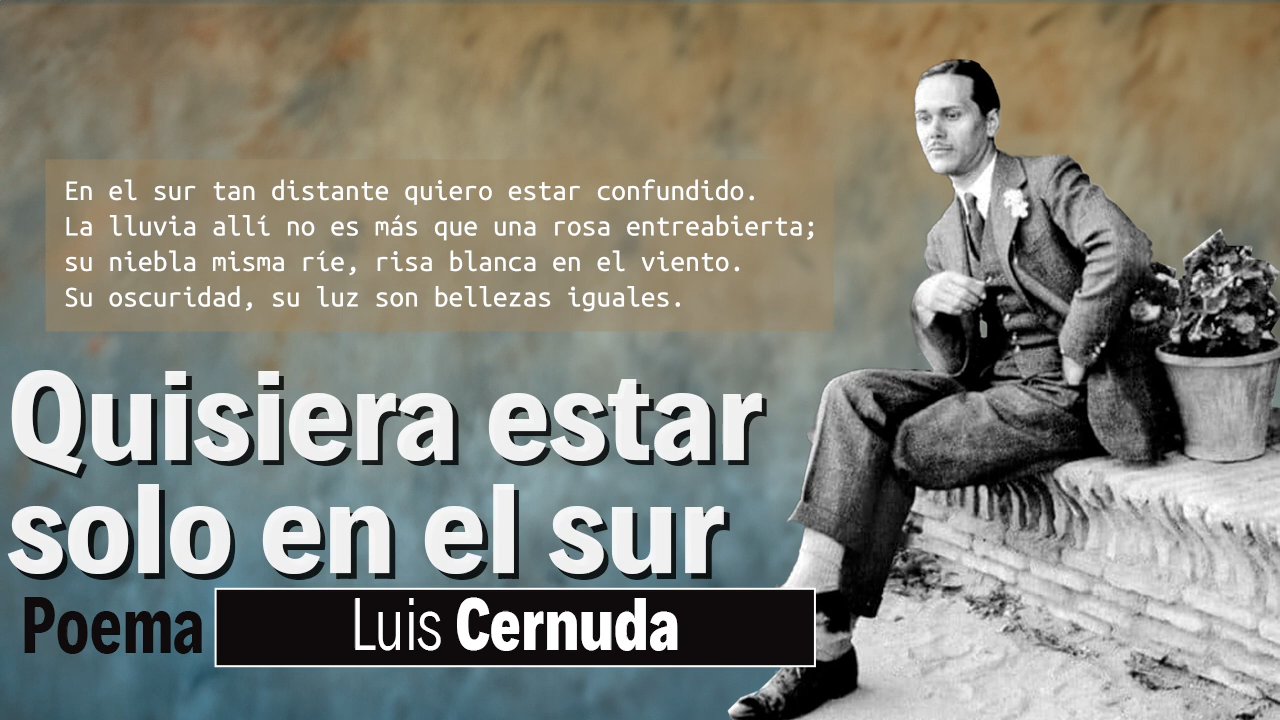 En el sur tan distante quiero estar confundido.
La lluvia allí no es más que una rosa entreabierta;
su niebla misma ríe, risa blanca en el viento.
Su oscuridad, su luz son bellezas iguales.
Quisiera estar
solo en el sur
Poema Luis Cernuda